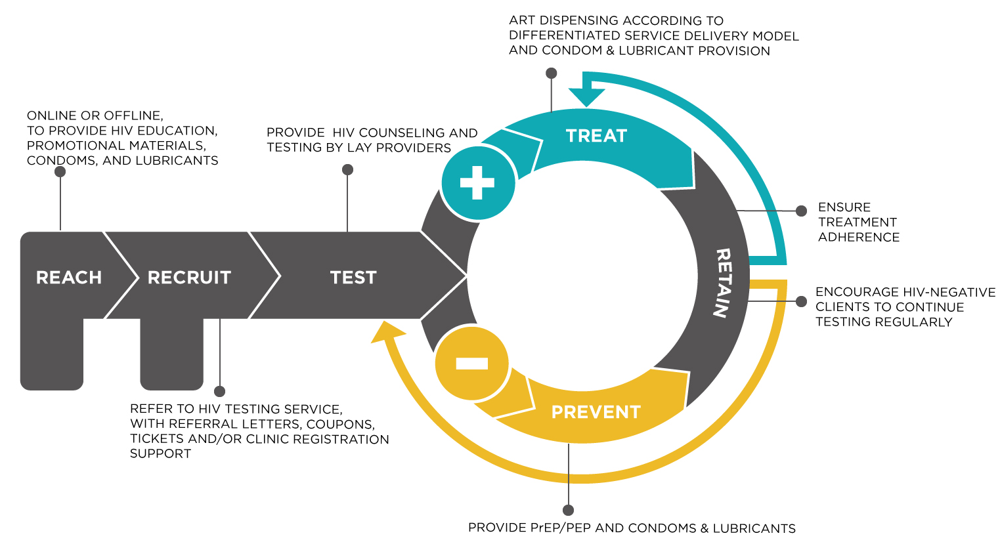 ART DISPENSING ACCORDING TO
DIFFERENTIATED SERVICE DELIVERY MODEL
AND CONDOM & LUBRICANT PROVISION
ONLINE OR OFFLINE,
TO PROVIDE HIV EDUCATION,
PROMOTIONAL MATERIALS,
CONDOMS, AND LUBRICANTS
PROVIDE HIV COUNSELING AND
TESTING BY LAY PROVIDERS
TREAT
ENSURE
TREATMENT
ADHERENCE
REACH
RECRUIT
TEST
RETAIN
ENCOURAGE HIV-NEGATIVE
CLIENTS TO CONTINUE
TESTING REGULARLY
REFER TO HIV TESTING SERVICE,
WITH REFERRAL LETTERS, COUPONS,
TICKETS AND/OR CLINIC REGISTRATION
SUPPORT
PREVENT
PROVIDE PrEP/PEP AND CONDOMS & LUBRICANTS